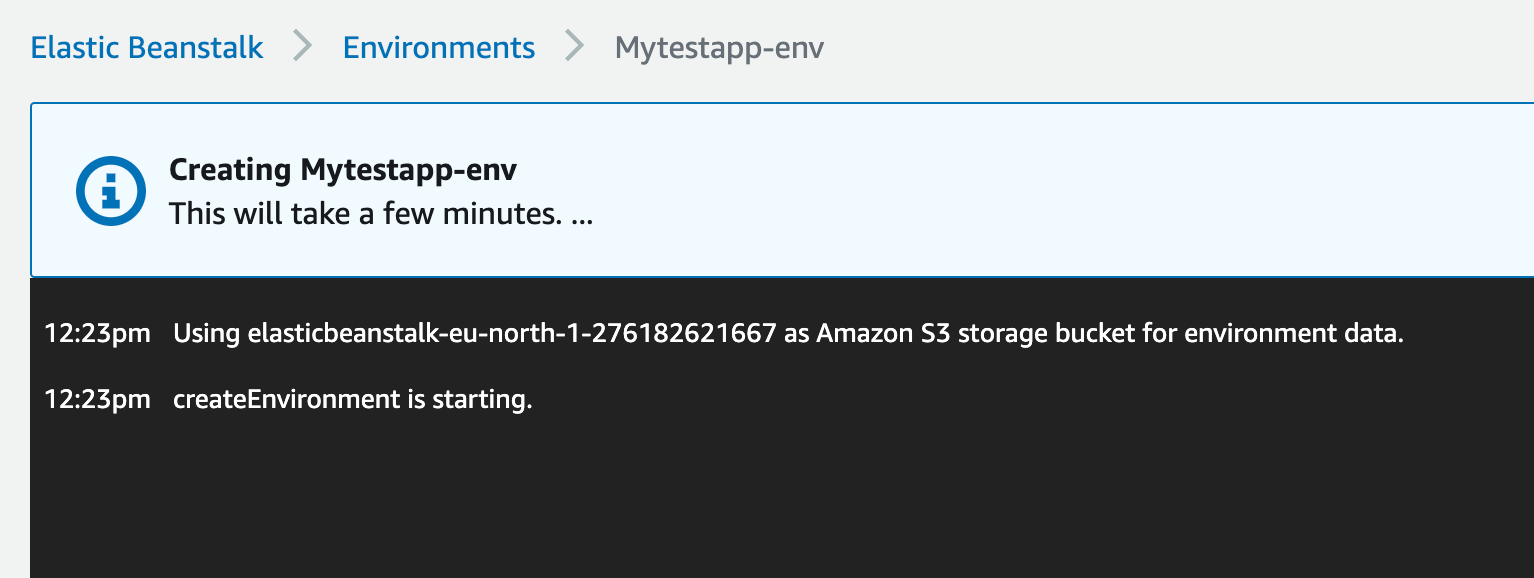 Elastic Beanstalk > Environments > Mytestapp-env
Creating Mytestapp-env
This will take a few minutes. ...
12:23pm Using elasticbeanstalk-eu-north-1-276182621667 as Amazon S3 storage bucket for environment data.
12:23pm createEnvironment is starting.